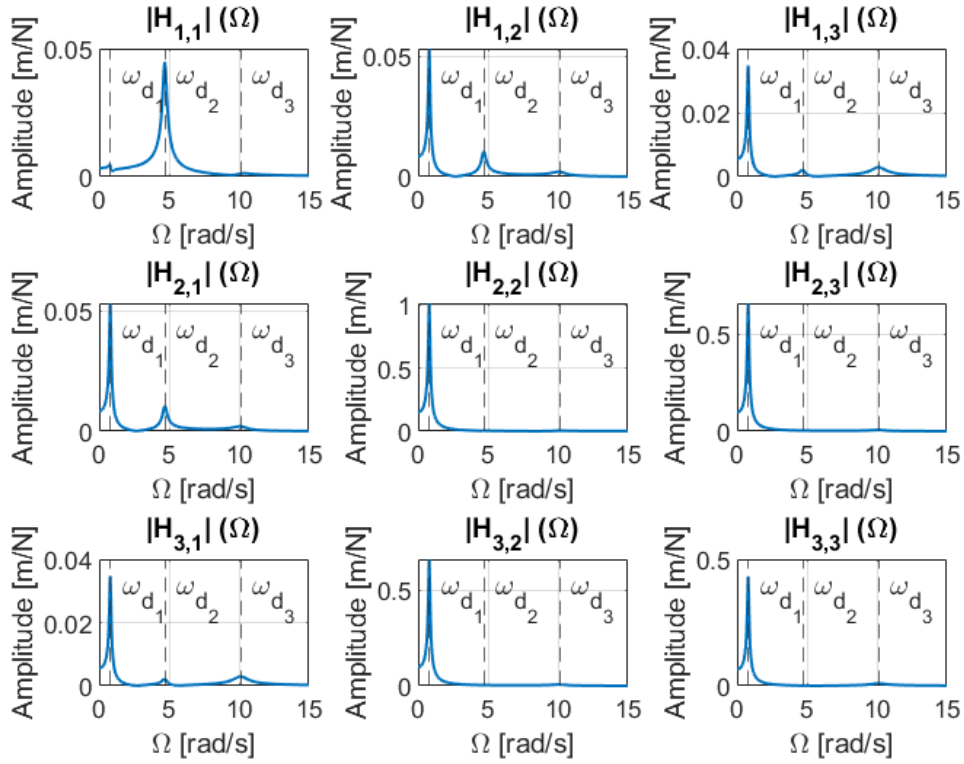 |H1,1| (Ω)
0.05
0
Amplitude [m/N]
ωd1
ωd2
ωd3
0 5 10 15
Ω [rad/s]
|H1,2| (Ω)
0.05
0
Amplitude [m/N]
ωd1
ωd2
ωd3
0 5 10 15
Ω [rad/s]
|H1,3| (Ω)
0.04
0.02
0
Amplitude [m/N]
ωd1
ωd2
ωd3
0 5 10 15
Ω [rad/s]
|H2,1| (Ω)
0.05
0
Amplitude [m/N]
ωd1
ωd2
ωd3
0 5 10 15
Ω [rad/s]
|H2,2| (Ω)
1
0.5
0
Amplitude [m/N]
ωd1
ωd2
ωd3
0 5 10 15
Ω [rad/s]
|H2,3| (Ω)
0.5
0
Amplitude [m/N]
ωd1
ωd2
ωd3
0 5 10 15
Ω [rad/s]
|H3,1| (Ω)
0.04
0.02
0
Amplitude [m/N]
ωd1
ωd2
ωd3
0 5 10 15
Ω [rad/s]
|H3,2| (Ω)
0.5
0
Amplitude [m/N]
ωd1
ωd2
ωd3
0 5 10 15
Ω [rad/s]
|H3,3| (Ω)
0.5
0
Amplitude [m/N]
ωd1
ωd2
ωd3
0 5 10 15
Ω [rad/s]